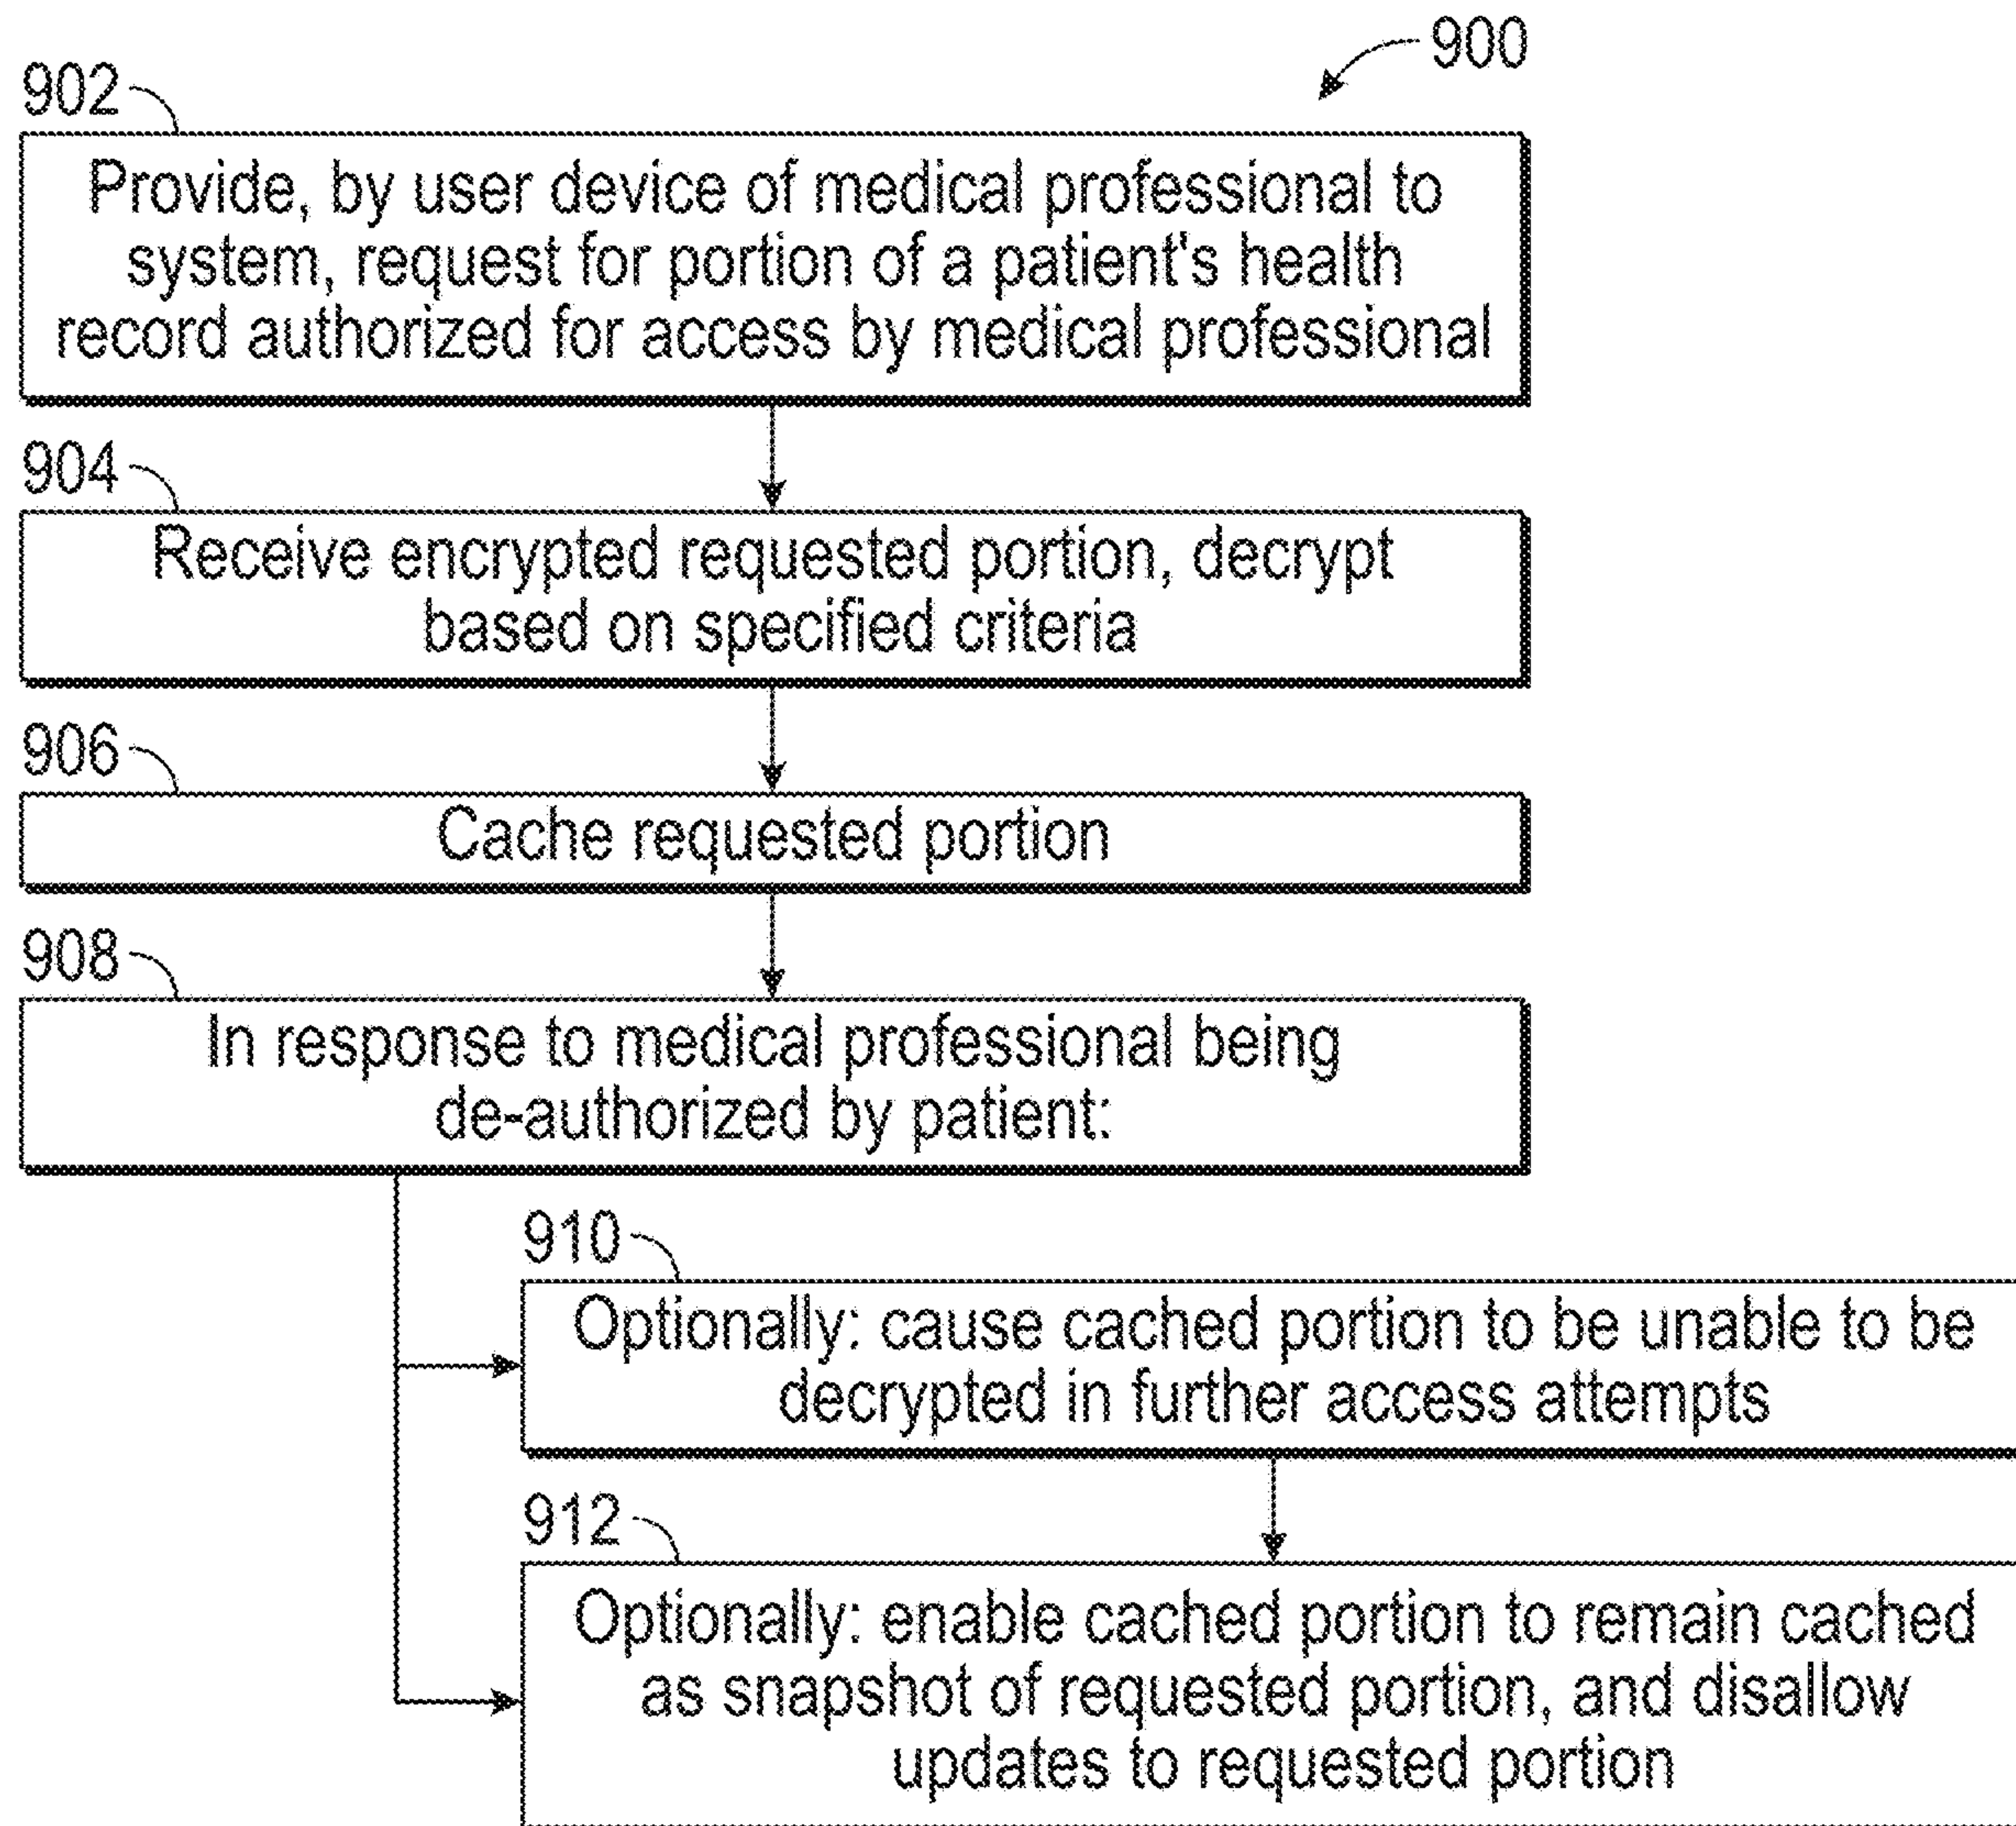 900
902
Provide, by user device of medical professional to
system, request for portion of a patient's health
record authorized for access by medical professional
904
Receive encrypted requested portion, decrypt
based on specified criteria
906
Cache requested portion
908
In response to medical professional being
de-authorized by patient:
910
Optionally: cause cached portion to be unable to be
decrypted in further access attempts
912
Optionally: enable cached portion to remain cached
as snapshot of requested portion, and disallow
updates to requested portion